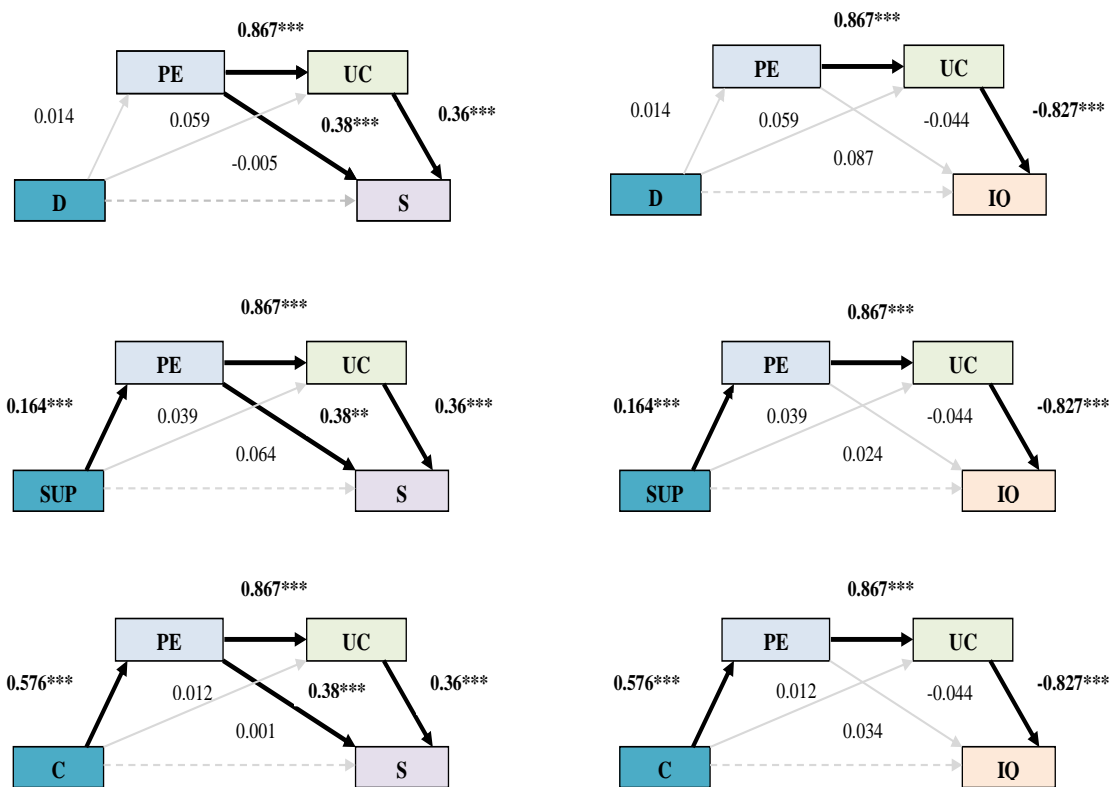 0.867***
PE
UC
0.014
0.059
0.38***
0.36***
-0.005
D
S
0.867***
PE
UC
0.014
0.059
-0.044
-0.827***
0.087
D
IO
0.867***
PE
UC
0.164***
0.039
0.38**
0.36***
0.064
SUP
S
0.867***
PE
UC
0.164***
0.039
-0.044
-0.827***
0.024
SUP
IO
0.867***
PE
UC
0.576***
0.012
0.38***
0.36***
0.001
C
S
0.867***
PE
UC
0.576***
0.012
-0.044
-0.827***
0.034
C
IO